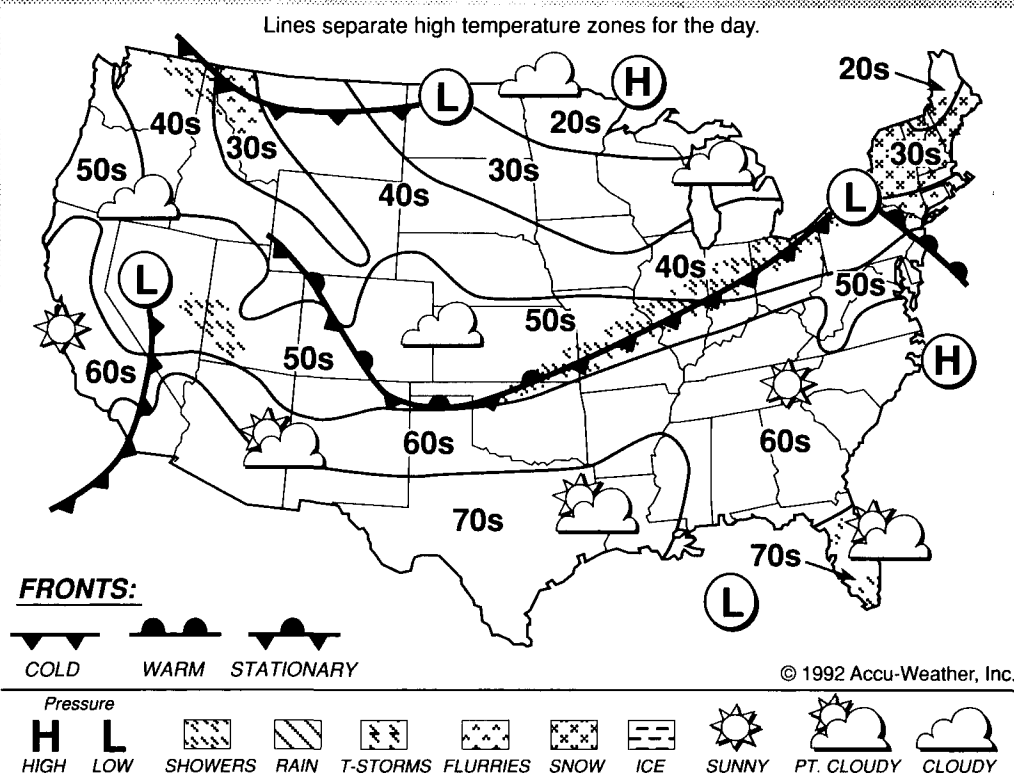 Lines separate high temperature zones for the day.
20s
L
H
40s
20s
30s
30s
50s
30s
40s
L
40s
L
50s
50s
50s
60s
H
60s
60s
70s
70s
L
FRONTS:
COLD WARM STATIONARY
© 1992 Accu-Weather, Inc.
Pressure
H L
HIGH LOW SHOWERS RAIN T-STORMS FLURRIES SNOW ICE SUNNY PT. CLOUDY CLOUDY